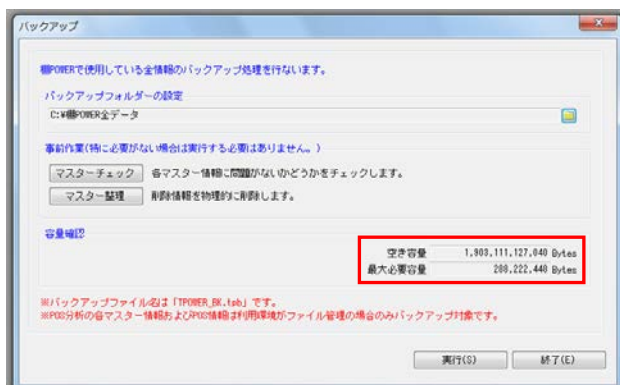 バックアップ
棚POWERで使用している全情報のバックアップ処理を行ないます。
バックアップフォルダーの設定
C:¥棚POWER全データ
事前作業(特に必要がない場合は実行する必要はありません。)
マスターチェック 各マスター情報に問題がないかどうかをチェックします。
マスター整理 削除情報を物理的に削除します。
容量確認
空き容量 1,903,111,127,040 Bytes
最大必要容量 208,222,440 Bytes
※バックアップファイル名は「TPOWER_BK.tpb」です。
※POS分析の各マスター情報およびPOS情報は利用環境がファイル管理の場合のみバックアップ対象です。
実行(S) 終了(E)